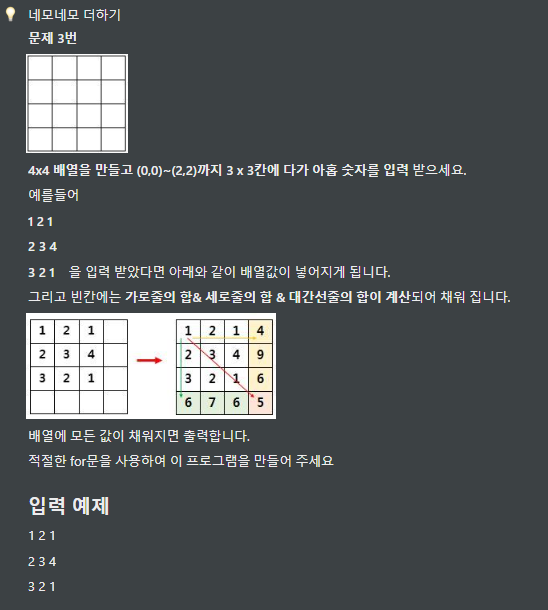 네모네모 더하기
문제 3번
4x4 배열을 만들고 (0,0)~(2,2)까지 3 x 3칸에 다가 아홉 숫자를 입력 받으세요.
예를들어
1 2 1
2 3 4
3 2 1 을 입력 받았다면 아래와 같이 배열값이 넣어지게 됩니다.
그리고 빈칸에는 가로줄의 합& 세로줄의 합 & 대간선줄의 합이 계산되어 채워 집니다.
1 2 1 1 2 1 4
2 3 4 2 3 4 9
3 2 1 3 2 1 6
6 7 6 5
배열에 모든 값이 채워지면 출력합니다.
적절한 for문을 사용하여 이 프로그램을 만들어 주세요
입력 예제
1 2 1
2 3 4
3 2 1